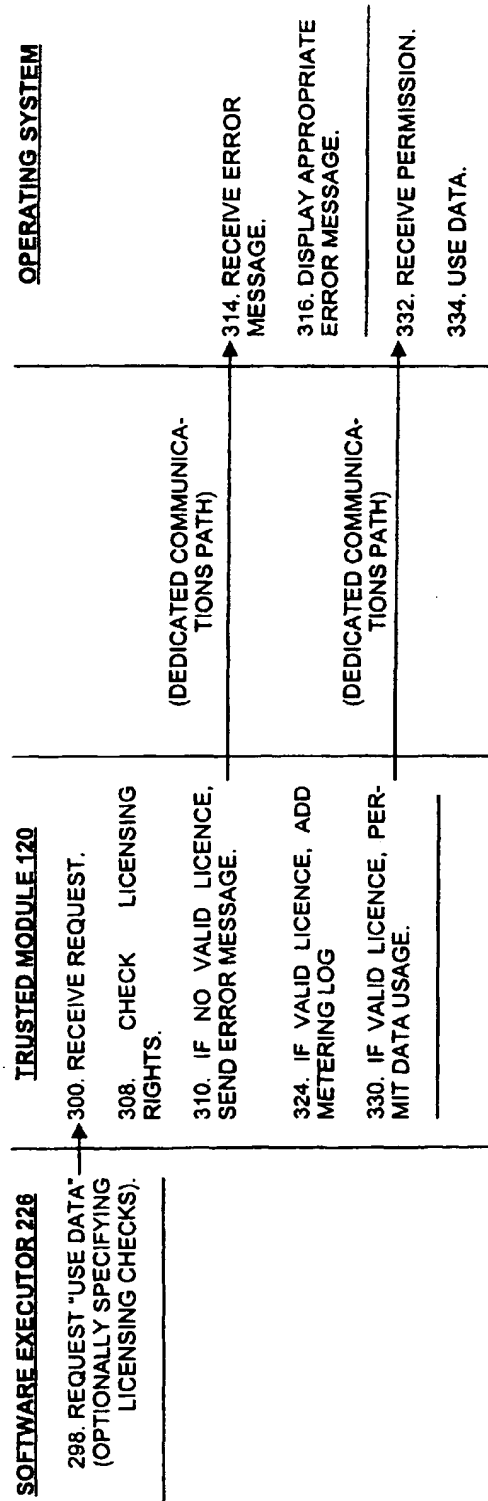 SOFTWARE EXECUTOR 226
298. REQUEST "USE DATA"
(OPTIONALLY SPECIFYING
LICENSING CHECKS).
TRUSTED MODULE 120
300. RECEIVE REQUEST.
308. CHECK LICENSING
RIGHTS.
310. IF NO VALID LICENCE,
SEND ERROR MESSAGE.
324. IF VALID LICENCE, ADD
METERING LOG
330. IF VALID LICENCE, PER-
MIT DATA USAGE.
(DEDICATED COMMUNICA-
TIONS PATH)
(DEDICATED COMMUNICA-
TIONS PATH)
OPERATING SYSTEM
314. RECEIVE ERROR
MESSAGE.
316. DISPLAY APPROPRIATE
ERROR MESSAGE.
332. RECEIVE PERMISSION.
334. USE DATA.